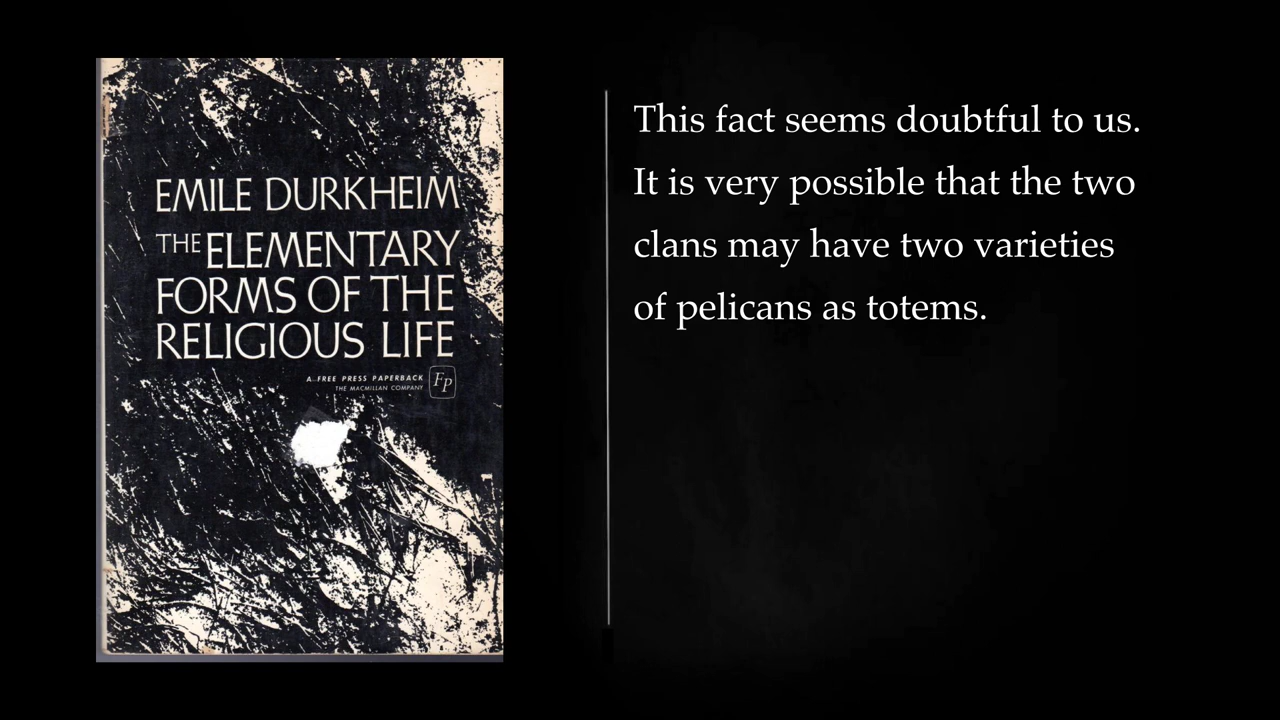 EMILE DURKHEIM
THE ELEMENTARY
FORMS OF THE
RELIGIOUS LIFE
A FREE PRESS PAPERBACK
THE MACMILLAN COMPANY
FP
This fact seems doubtful to us.
It is very possible that the two
clans may have two varieties
of pelicans as totems.